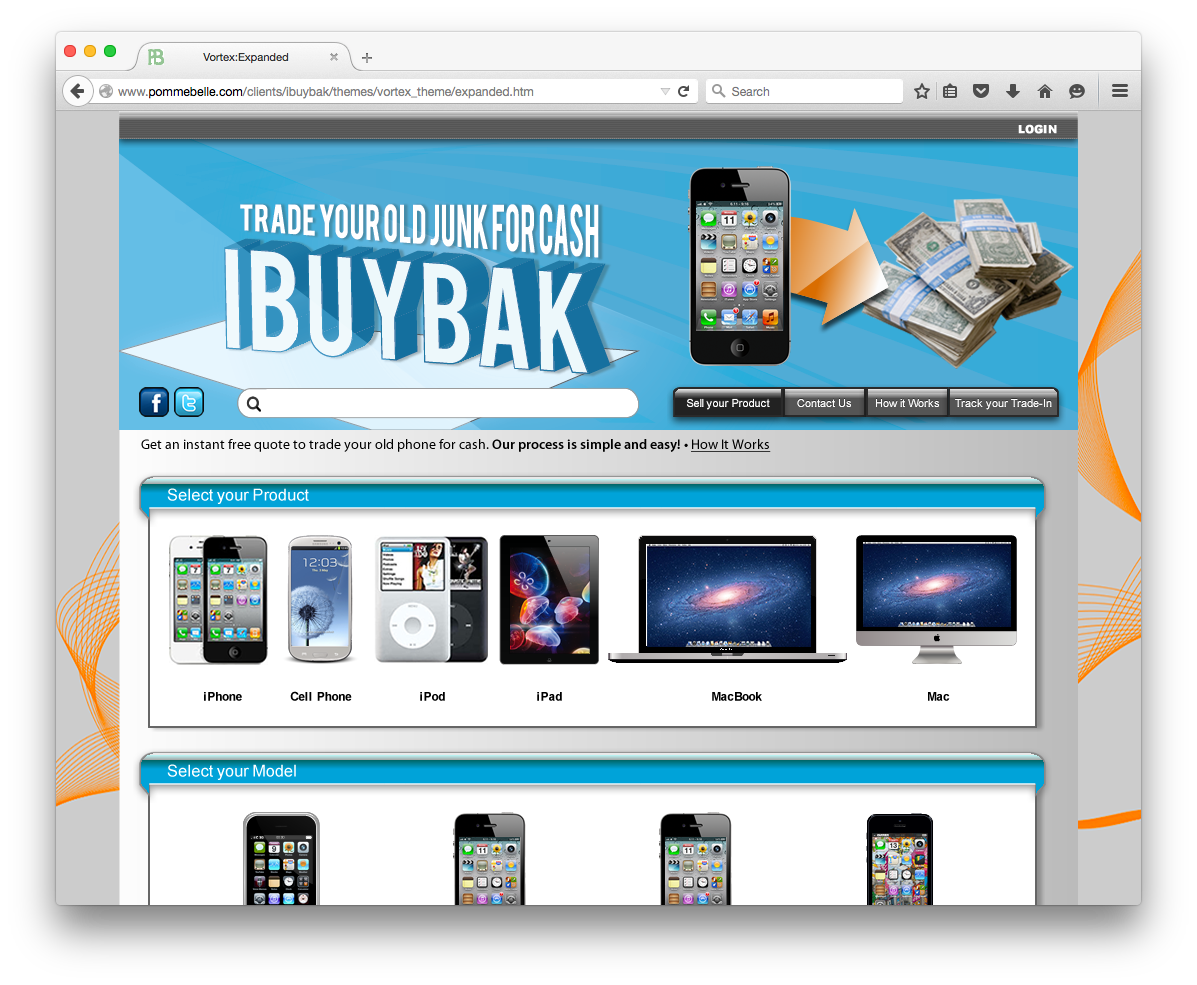 Vortex:Expanded
www.pommebelle.com/clients/ibuybak/themes/vortex_theme/expanded.htm
Search
LOGIN
TRADE YOUR OLD JUNK FOR CASH
IBUYBAK
Sell your Product
Contact Us
How it Works
Track your Trade-In
Get an instant free quote to trade your old phone for cash. Our process is simple and easy! • How It Works
Select your Product
12:03
iPhone
Cell Phone
iPod
iPad
MacBook
Mac
Select your Model